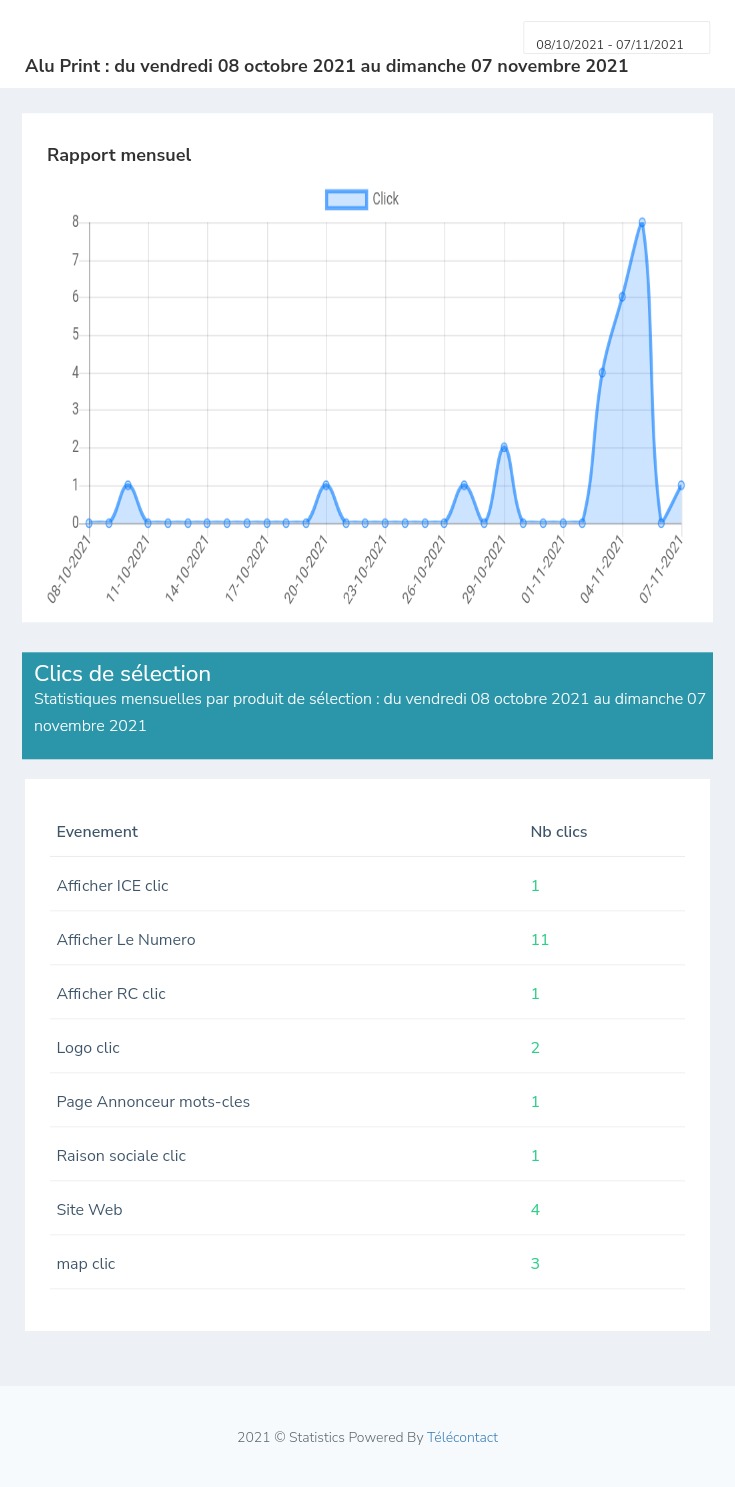 08/10/2021 - 07/11/2021
Alu Print : du vendredi 08 octobre 2021 au dimanche 07 novembre 2021
Rapport mensuel
Click
8
7
6
5
4
3
2
1
0
08-10-2021
11-10-2021
14-10-2021
17-10-2021
20-10-2021
23-10-2021
26-10-2021
29-10-2021
01-11-2021
04-11-2021
07-11-2021
Clics de sélection
Statistiques mensuelles par produit de sélection : du vendredi 08 octobre 2021 au dimanche 07
novembre 2021
Evenement Nb clics
Afficher ICE clic 1
Afficher Le Numero 11
Afficher RC clic 1
Logo clic 2
Page Annonceur mots-cles 1
Raison sociale clic 1
Site Web 4
map clic 3
2021 © Statistics Powered By Télécontact